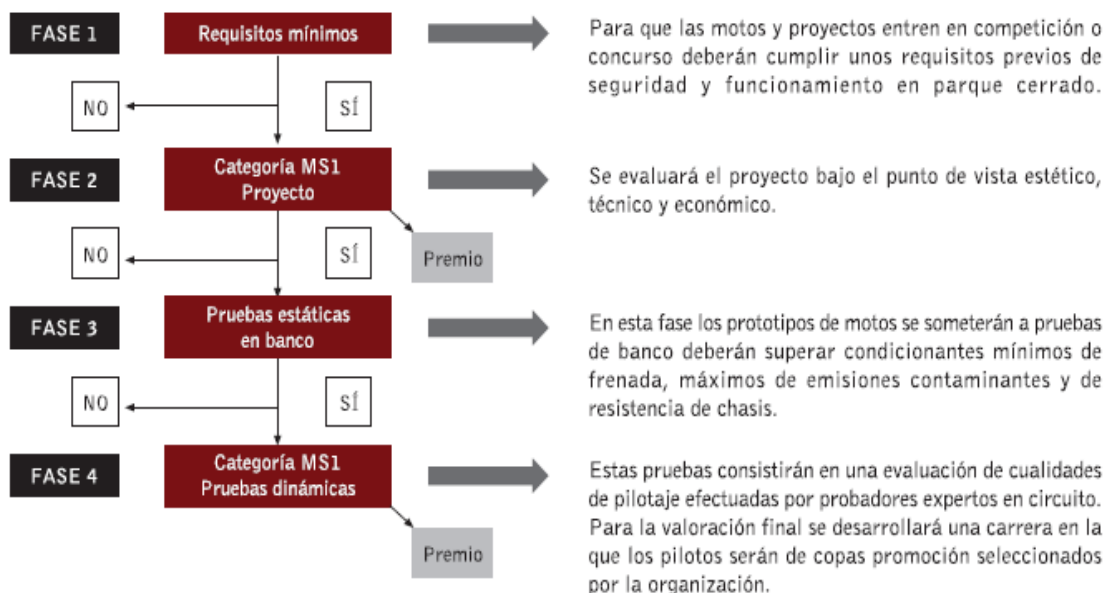 FASE 1
Requisitos mínimos
Para que las motos y proyectos entren en competición o
concurso deberán cumplir unos requisitos previos de
seguridad y funcionamiento en parque cerrado.
NO
SÍ
FASE 2
Categoría MS1
Proyecto
Se evaluará el proyecto bajo el punto de vista estético,
técnico y económico.
NO
SÍ
Premio
FASE 3
Pruebas estáticas
en banco
En esta fase los prototipos de motos se someterán a pruebas
de banco deberán superar condicionantes mínimos de
frenada, máximos de emisiones contaminantes y de
resistencia de chasis.
NO
SÍ
FASE 4
Categoría MS1
Pruebas dinámicas
Estas pruebas consistirán en una evaluación de cualidades
de pilotaje efectuadas por probadores expertos en circuito.
Para la valoración final se desarrollará una carrera en la
que los pilotos serán de copas promoción seleccionados
por la organización.
Premio